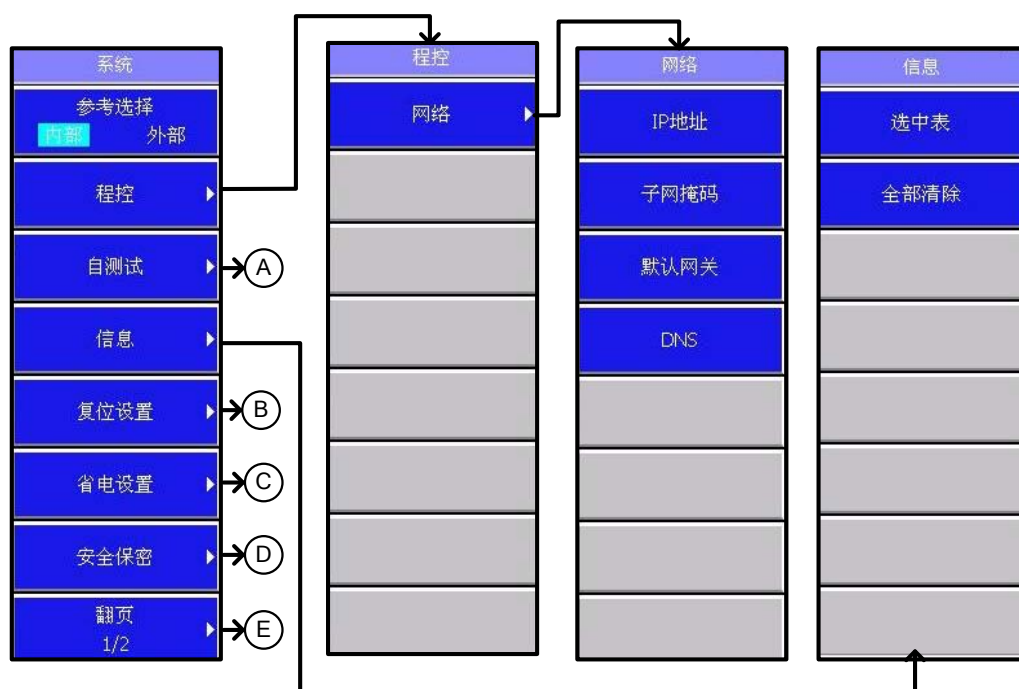 系统
参考选择
内部 外部
程控
自测试
A
信息
复位设置
B
省电设置
C
安全保密
D
翻页
1/2
E
程控
网络
网络
IP地址
子网掩码
默认网关
DNS
信息
选中表
全部清除